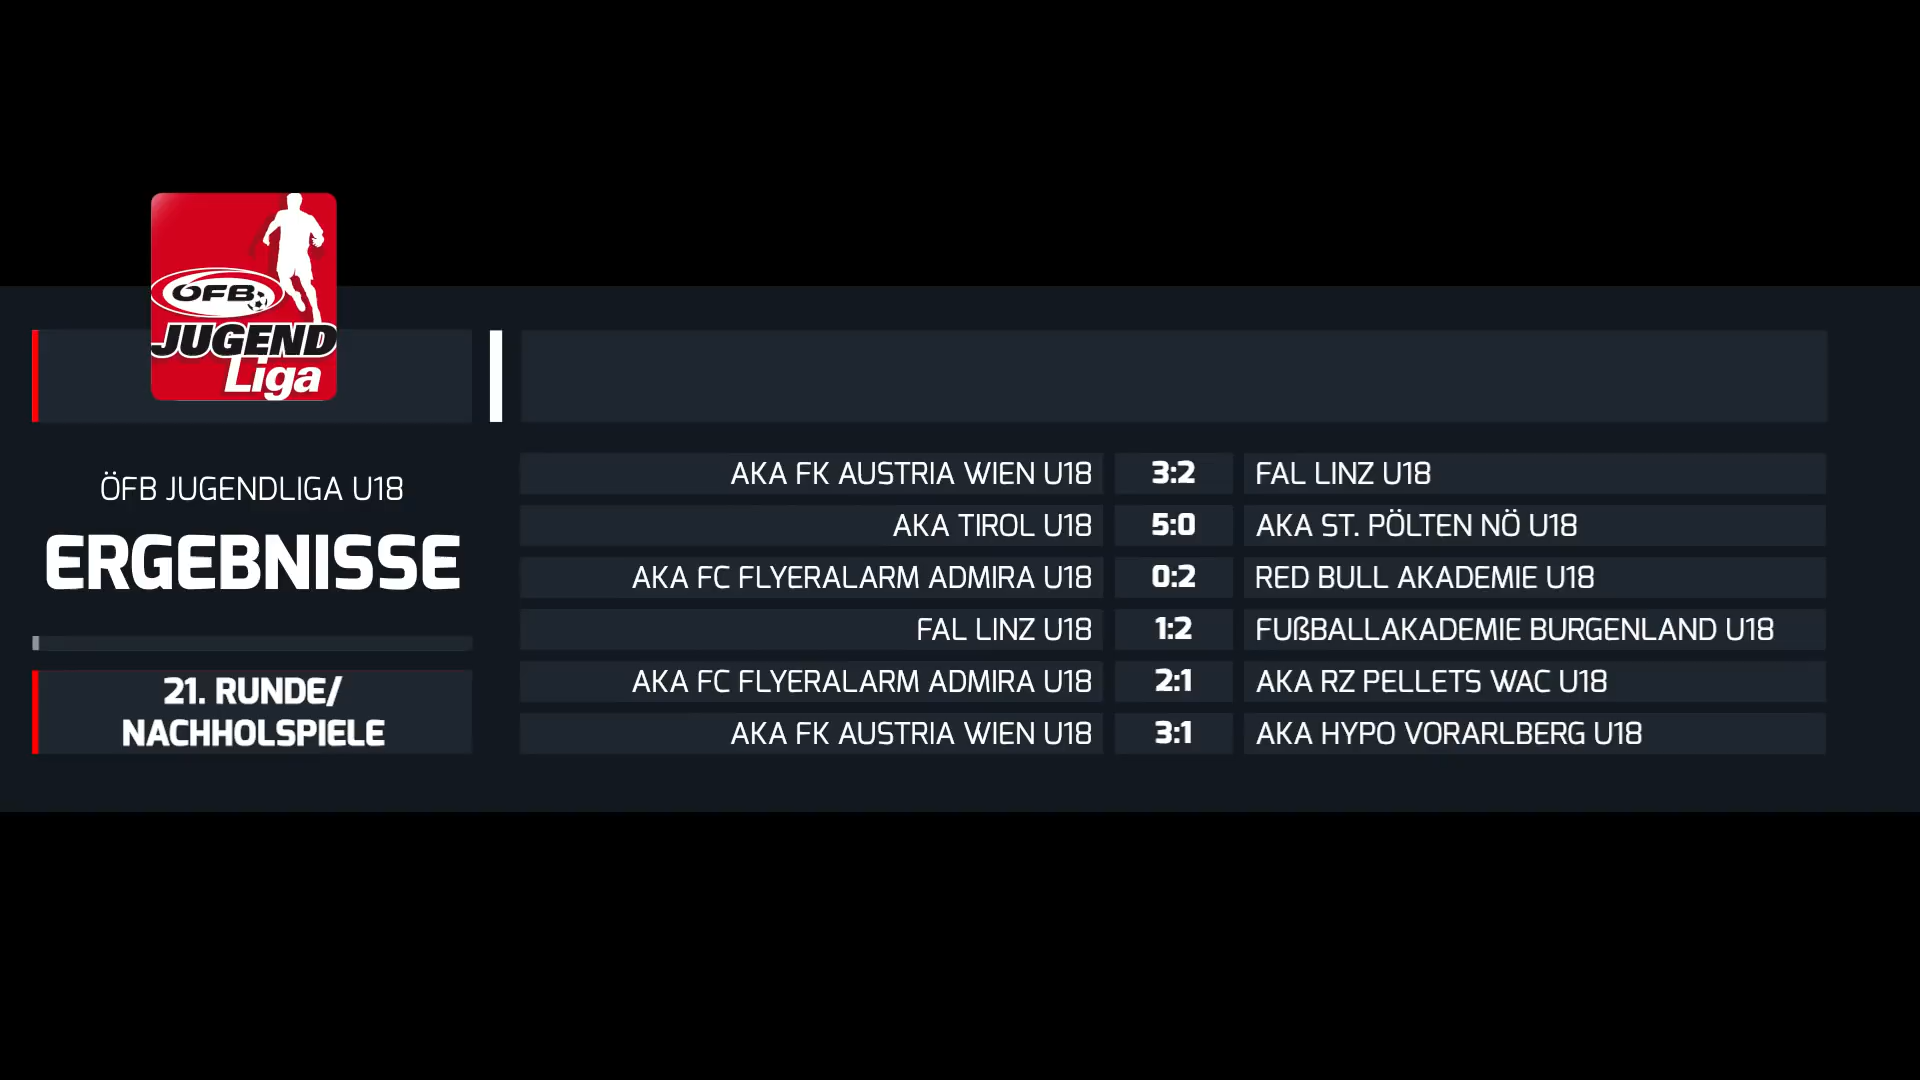 ÖFB
JUGEND
Liga
ÖFB JUGENDLIGA U18
ERGEBNISSE
21. RUNDE/
NACHHOLSPIELE
AKA FK AUSTRIA WIEN U18 3:2 FAL LINZ U18
AKA TIROL U18 5:0 AKA ST. PÖLTEN NÖ U18
AKA FC FLYERALARM ADMIRA U18 0:2 RED BULL AKADEMIE U18
FAL LINZ U18 1:2 FUßBALLAKADEMIE BURGENLAND U18
AKA FC FLYERALARM ADMIRA U18 2:1 AKA RZ PELLETS WAC U18
AKA FK AUSTRIA WIEN U18 3:1 AKA HYPO VORARLBERG U18